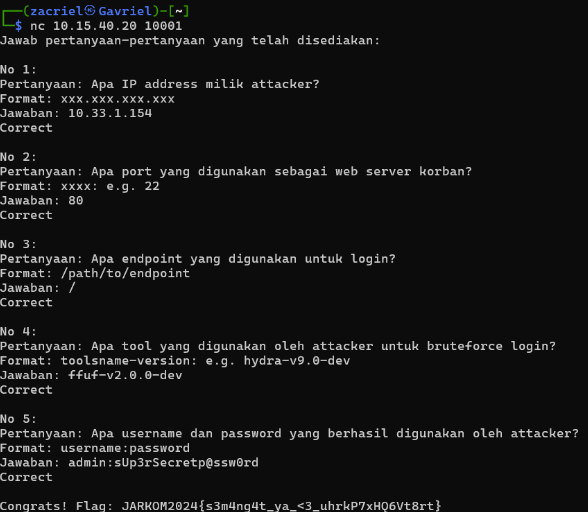 ┌──(zacriel㉿Gavriel)-[~]
└─$ nc 10.15.40.20 10001
Jawab pertanyaan-pertanyaan yang telah disediakan:
No 1:
Pertanyaan: Apa IP address milik attacker?
Format: xxx.xxx.xxx.xxx
Jawaban: 10.33.1.154
Correct
No 2:
Pertanyaan: Apa port yang digunakan sebagai web server korban?
Format: xxxx: e.g. 22
Jawaban: 80
Correct
No 3:
Pertanyaan: Apa endpoint yang digunakan untuk login?
Format: /path/to/endpoint
Jawaban: /
Correct
No 4:
Pertanyaan: Apa tool yang digunakan oleh attacker untuk bruteforce login?
Format: toolsname-version: e.g. hydra-v9.0-dev
Jawaban: ffuf-v2.0.0-dev
Correct
No 5:
Pertanyaan: Apa username dan password yang berhasil digunakan oleh attacker?
Format: username:password
Jawaban: admin:sUp3rSecretp@ssw0rd
Correct
Congrats! Flag: JARKOM2024{s3m4ng4t_ya_<3_uhrkP7xHQ6Vt8rt}